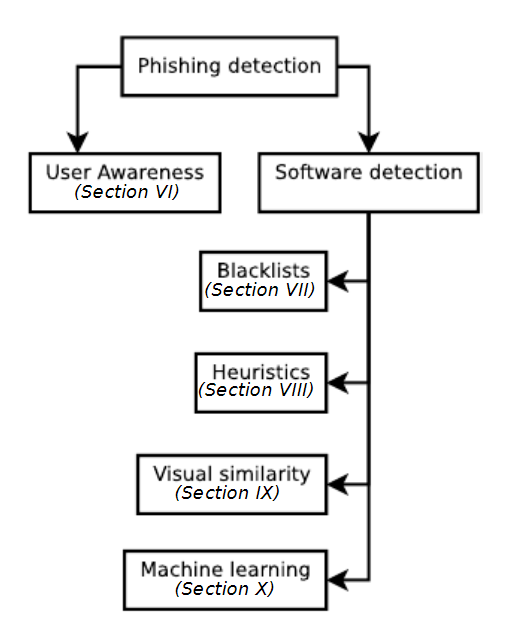 Phishing detection
User Awareness
(Section VI)
Software detection
Blacklists
(Section VII)
Heuristics
(Section VIII)
Visual similarity
(Section IX)
Machine learning
(Section X)